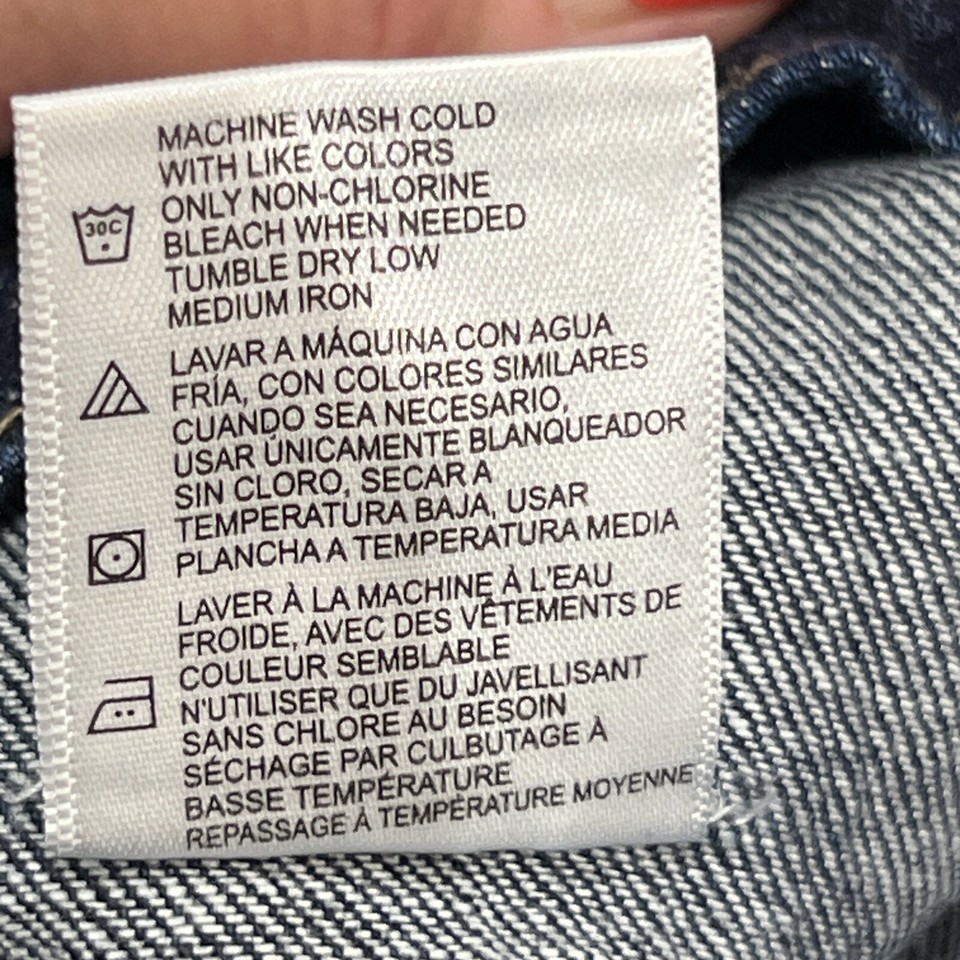 MACHINE WASH COLD
WITH LIKE COLORS
ONLY NON-CHLORINE
BLEACH WHEN NEEDED
TUMBLE DRY LOW
MEDIUM IRON
30C
LAVAR A MÁQUINA CON AGUA
FRÍA, CON COLORES SIMILARES
CUANDO SEA NECESARIO,
USAR ÚNICAMENTE BLANQUEADOR
SIN CLORO, SECAR A
TEMPERATURA BAJA, USAR
PLANCHA A TEMPERATURA MEDIA
LAVER À LA MACHINE À L'EAU
FROIDE, AVEC DES VÊTEMENTS DE
COULEUR SEMBLABLE
N'UTILISER QUE DU JAVELLISANT
SANS CHLORE AU BESOIN
SÉCHAGE PAR CULBUTAGE À
BASSE TEMPÉRATURE
REPASSAGE À TEMPÉRATURE MOYENNE